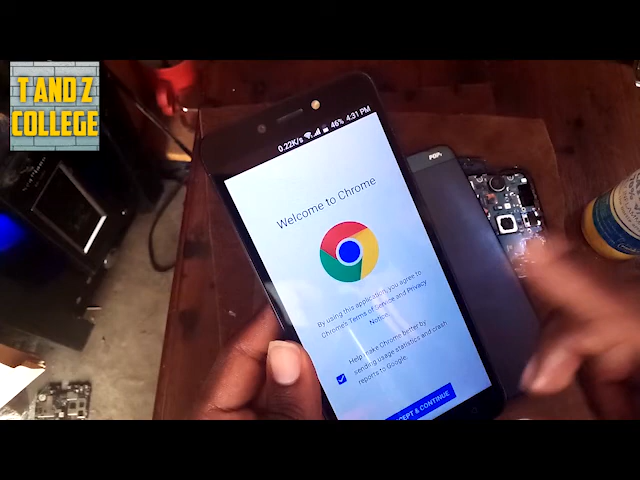 T AND Z
COLLEGE
0.22K/s 46% 4:31 PM
Welcome to Chrome
By using this application, you agree to
Chrome's Terms of Service and Privacy
Notice.
Help make Chrome better by
sending usage statistics and crash
reports to Google.
ACCEPT & CONTINUE
POP